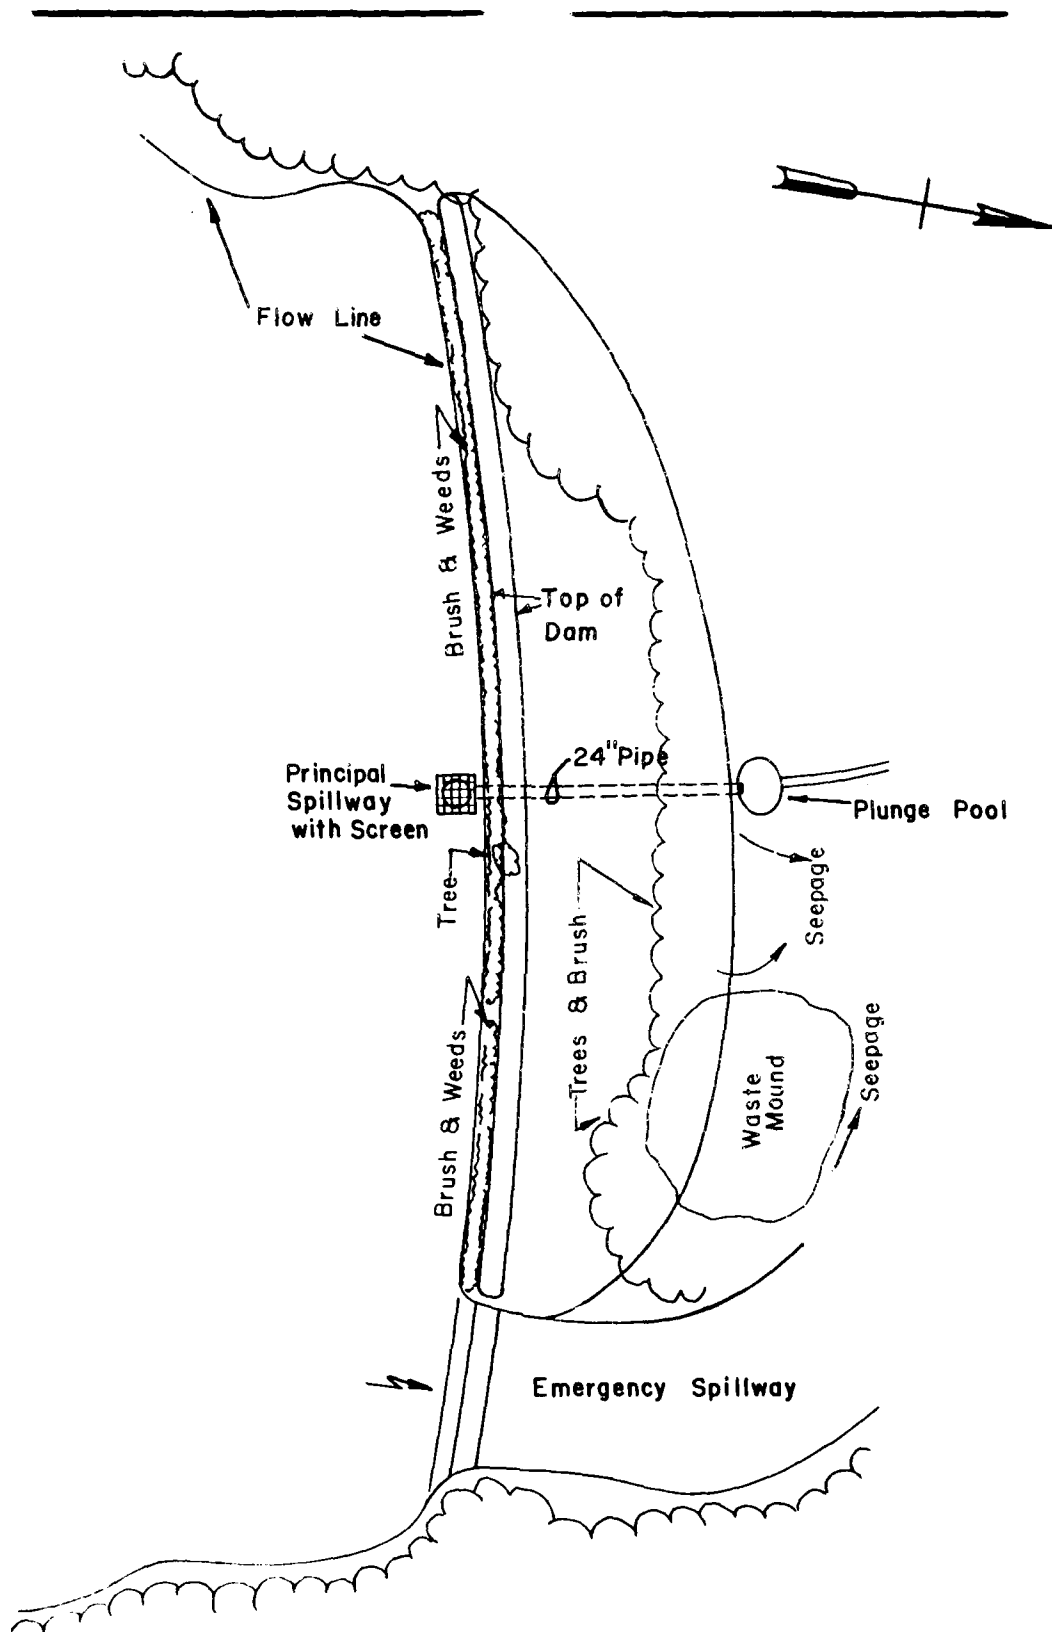 Flow Line
Brush & Weeds
Top of
Dam
24" Pipe
Principal
Spillway
with Screen
Plunge Pool
Tree
Trees & Brush
Seepage
Seepage
Waste
Mound
Brush & Weeds
Emergency Spillway